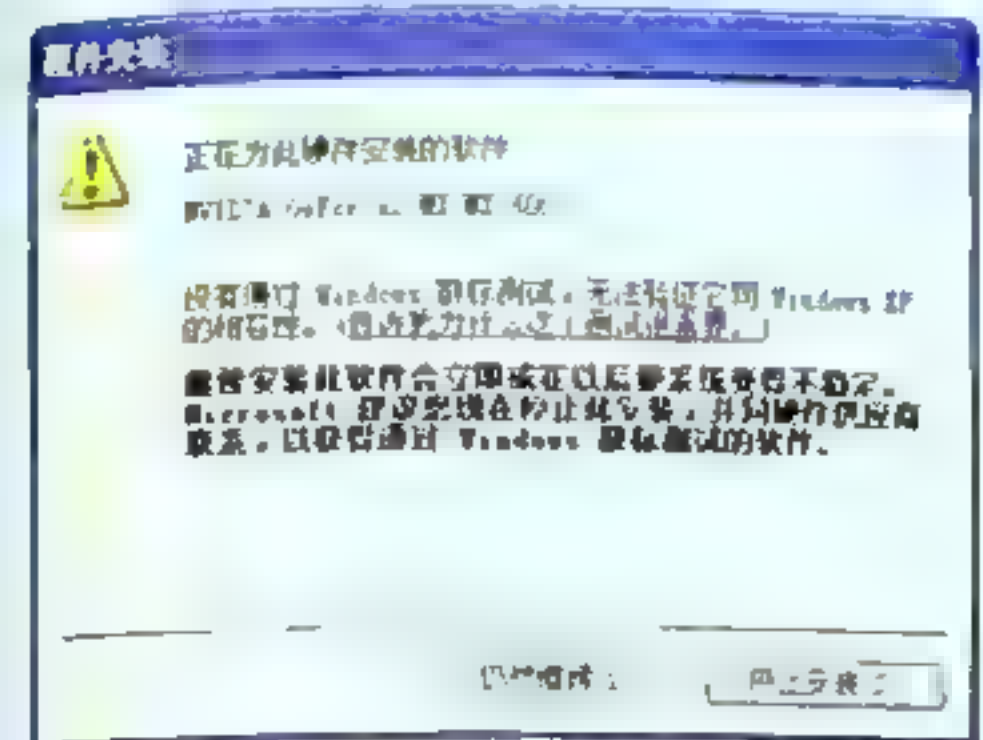 硬件安装
正在为此硬件安装的软件
没有通过 Windows 徽标测试，无法验证它同 Windows XP
的相容性。（告诉我为什么这个测试很重要。）
继续安装此软件会立即或在以后使系统变得不稳定。
Microsoft 建议您现在停止此安装，并同硬件供应商
联系，以获得通过 Windows 徽标测试的软件。
仍然继续
停止安装